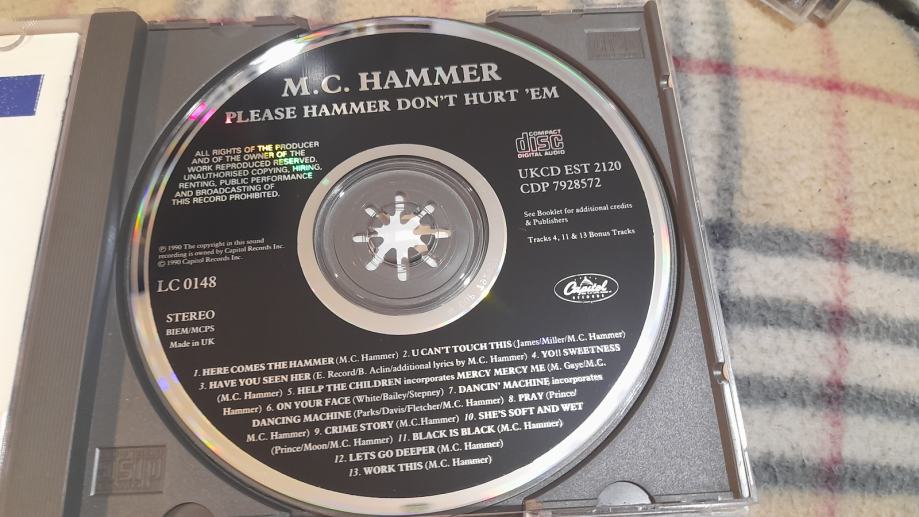 M.C. HAMMER
PLEASE HAMMER DON'T HURT 'EM
ALL RIGHTS OF THE PRODUCER
AND OF THE OWNER OF THE
WORK REPRODUCED RESERVED.
UNAUTHORISED COPYING, HIRING,
RENTING, PUBLIC PERFORMANCE
AND BROADCASTING OF
THIS RECORD PROHIBITED.
COMPACT
disc
DIGITAL AUDIO
UKCD EST 2120
CDP 7928572
See Booklet for additional credits
& Publishers
Tracks 4, 11 & 13 Bonus Tracks
℗ 1990 The copyright in this sound
recording is owned by Capitol Records Inc.
© 1990 Capitol Records Inc.
LC 0148
Capitol
RECORDS
STEREO
BIEM/MCPS
Made in UK
1. HERE COMES THE HAMMER (M.C. Hammer) 2. U CAN'T TOUCH THIS (James/Miller/M.C. Hammer)
3. HAVE YOU SEEN HER (E. Record/B. Aclin/additional lyrics by M.C. Hammer) 4. YO!! SWEETNESS
(M.C. Hammer) 5. HELP THE CHILDREN incorporates MERCY MERCY ME (M. Gaye/M.C.
Hammer) 6. ON YOUR FACE (White/Bailey/Stepney) 7. DANCIN' MACHINE incorporates
DANCING MACHINE (Parks/Davis/Fletcher/M.C. Hammer) 8. PRAY (Prince/
M.C. Hammer) 9. CRIME STORY (M.C. Hammer) 10. SHE'S SOFT AND WET
(Prince/Moon/M.C. Hammer) 11. BLACK IS BLACK (M.C. Hammer)
12. LETS GO DEEPER (M.C. Hammer)
13. WORK THIS (M.C. Hammer)